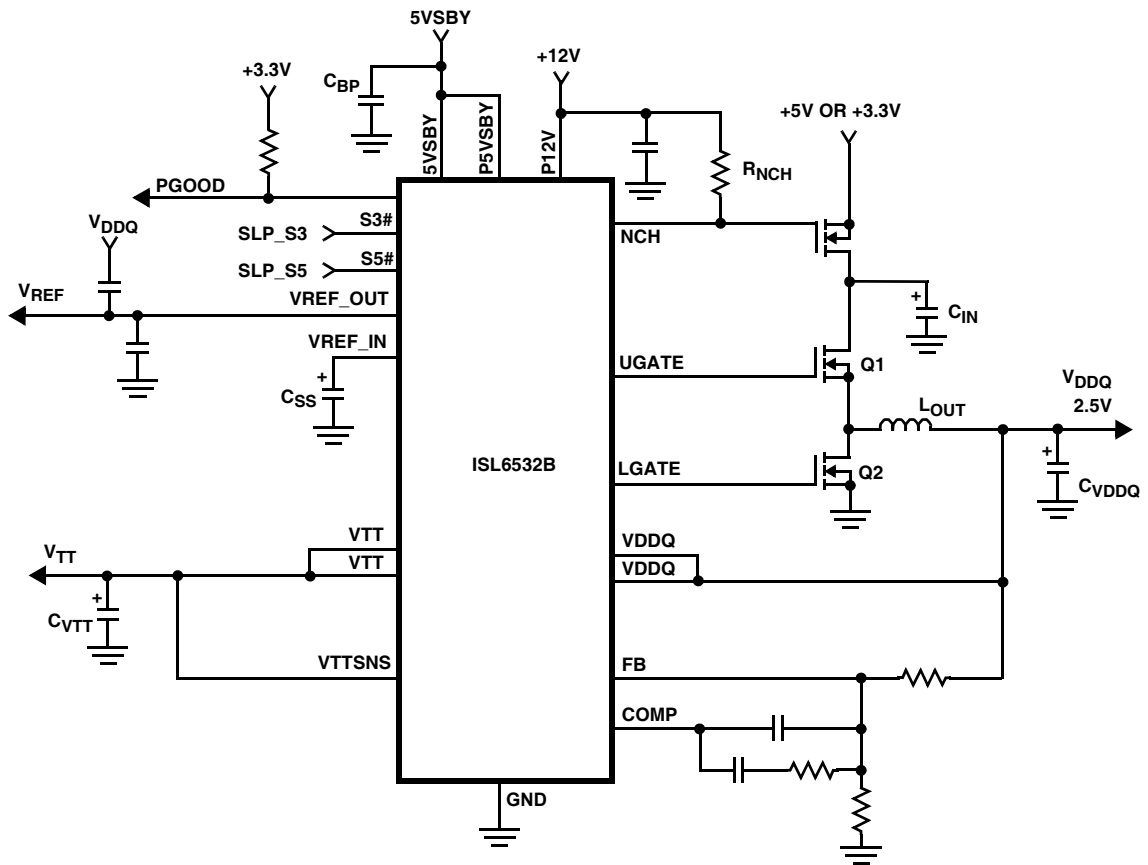 5VSBY
+3.3V
CBP
+12V
+5V OR +3.3V
5VSBY
P5VSBY
P12V
RNCH
PGOOD
VDDQ
SLP_S3
S3#
SLP_S5
S5#
NCH
VREF
VREF_OUT
+
CIN
VREF_IN
+
CSS
UGATE
Q1
VDDQ
2.5V
LOUT
ISL6532B
LGATE
Q2
+
CVDDQ
VTT
VTT
VTT
VDDQ
VDDQ
+
CVTT
VTTSNS
FB
COMP
GND